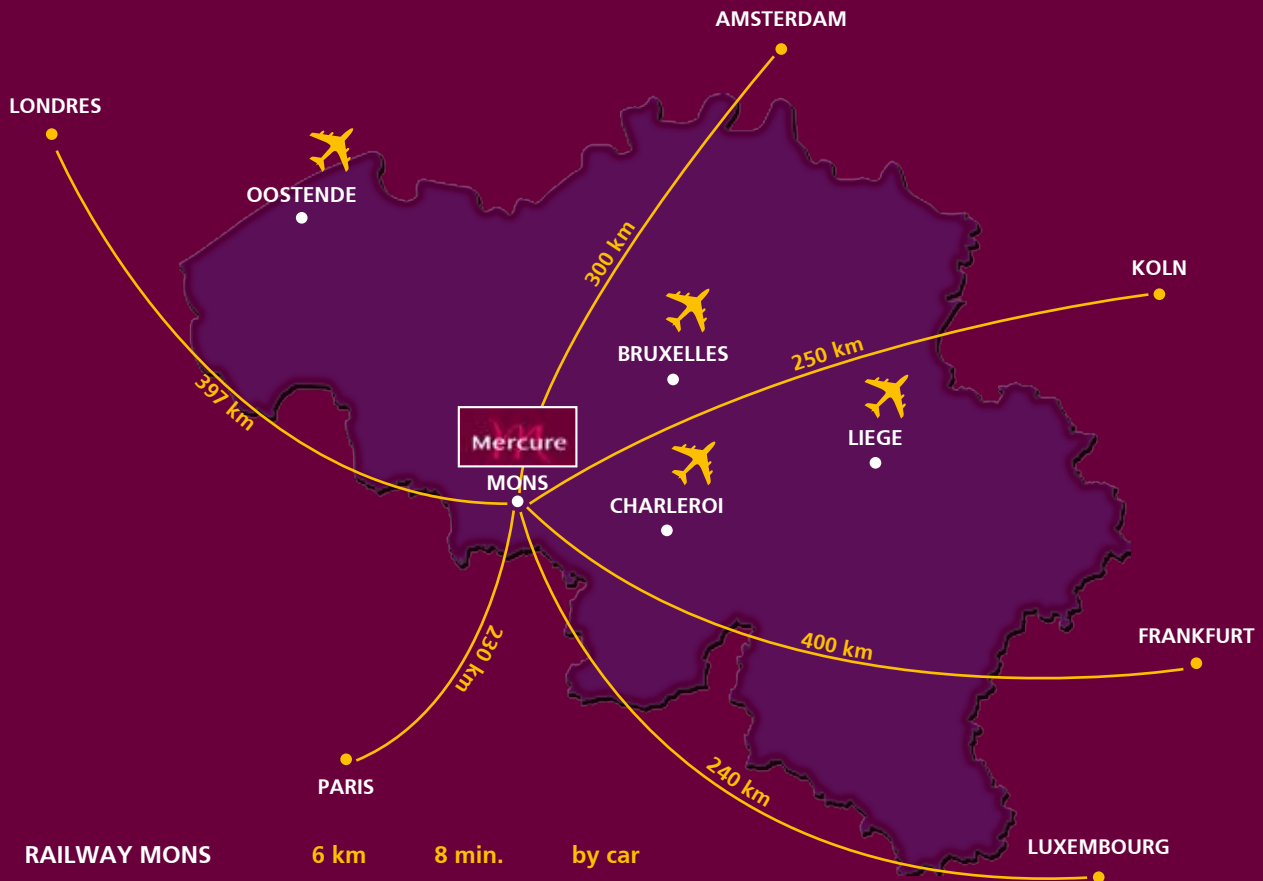 AMSTERDAM
LONDRES
OOSTENDE
300 km
KOLN
BRUXELLES
250 km
397 km
Mercure
LIEGE
MONS
CHARLEROI
230 km
400 km
FRANKFURT
PARIS
240 km
LUXEMBOURG
RAILWAY MONS 6 km 8 min. by car